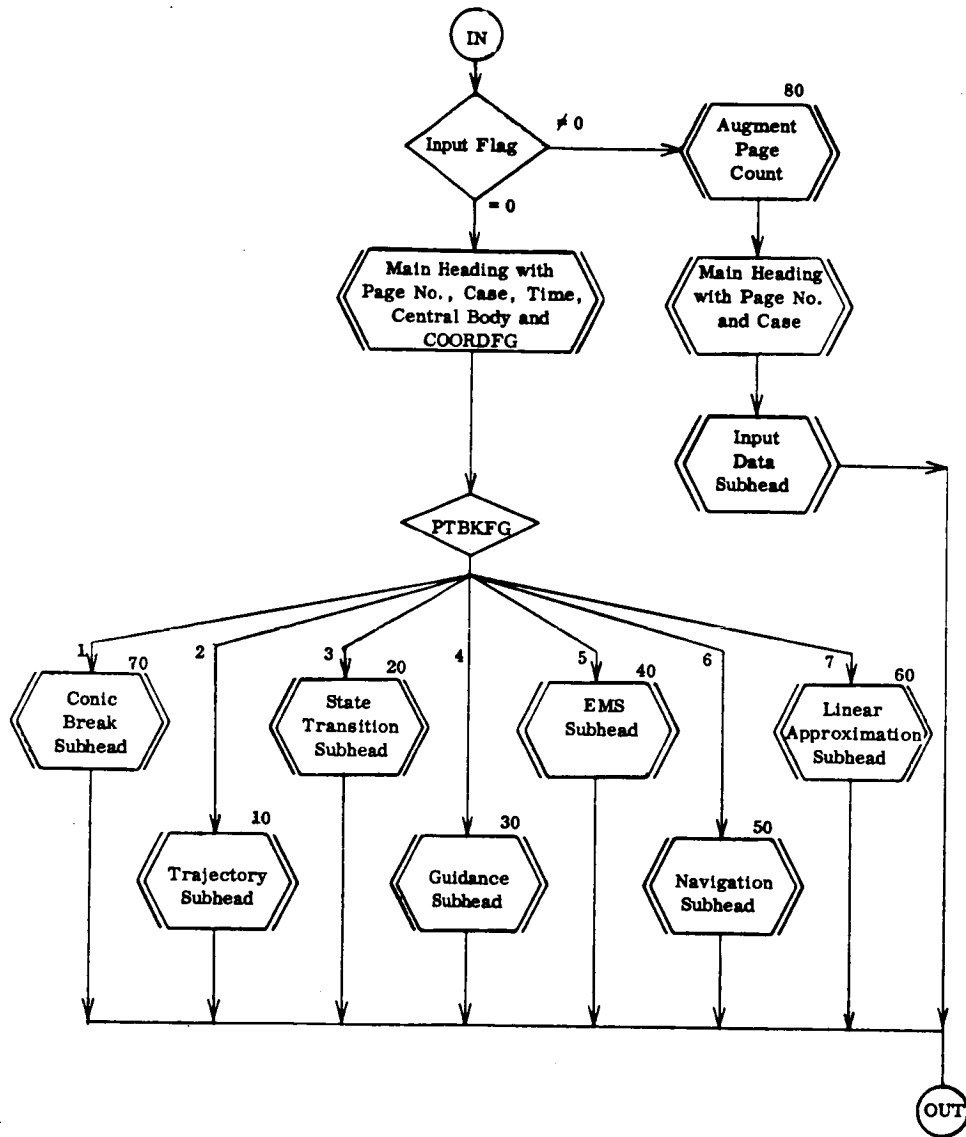 IN
Input Flag
≠ 0
= 0
80
Augment
Page
Count
Main Heading with
Page No., Case, Time,
Central Body and
COORDFG
Main Heading
with Page No.
and Case
Input
Data
Subhead
PTBKFG
1
2
3
4
5
6
7
70
Conic
Break
Subhead
20
State
Transition
Subhead
40
EMS
Subhead
60
Linear
Approximation
Subhead
10
Trajectory
Subhead
30
Guidance
Subhead
50
Navigation
Subhead
OUT